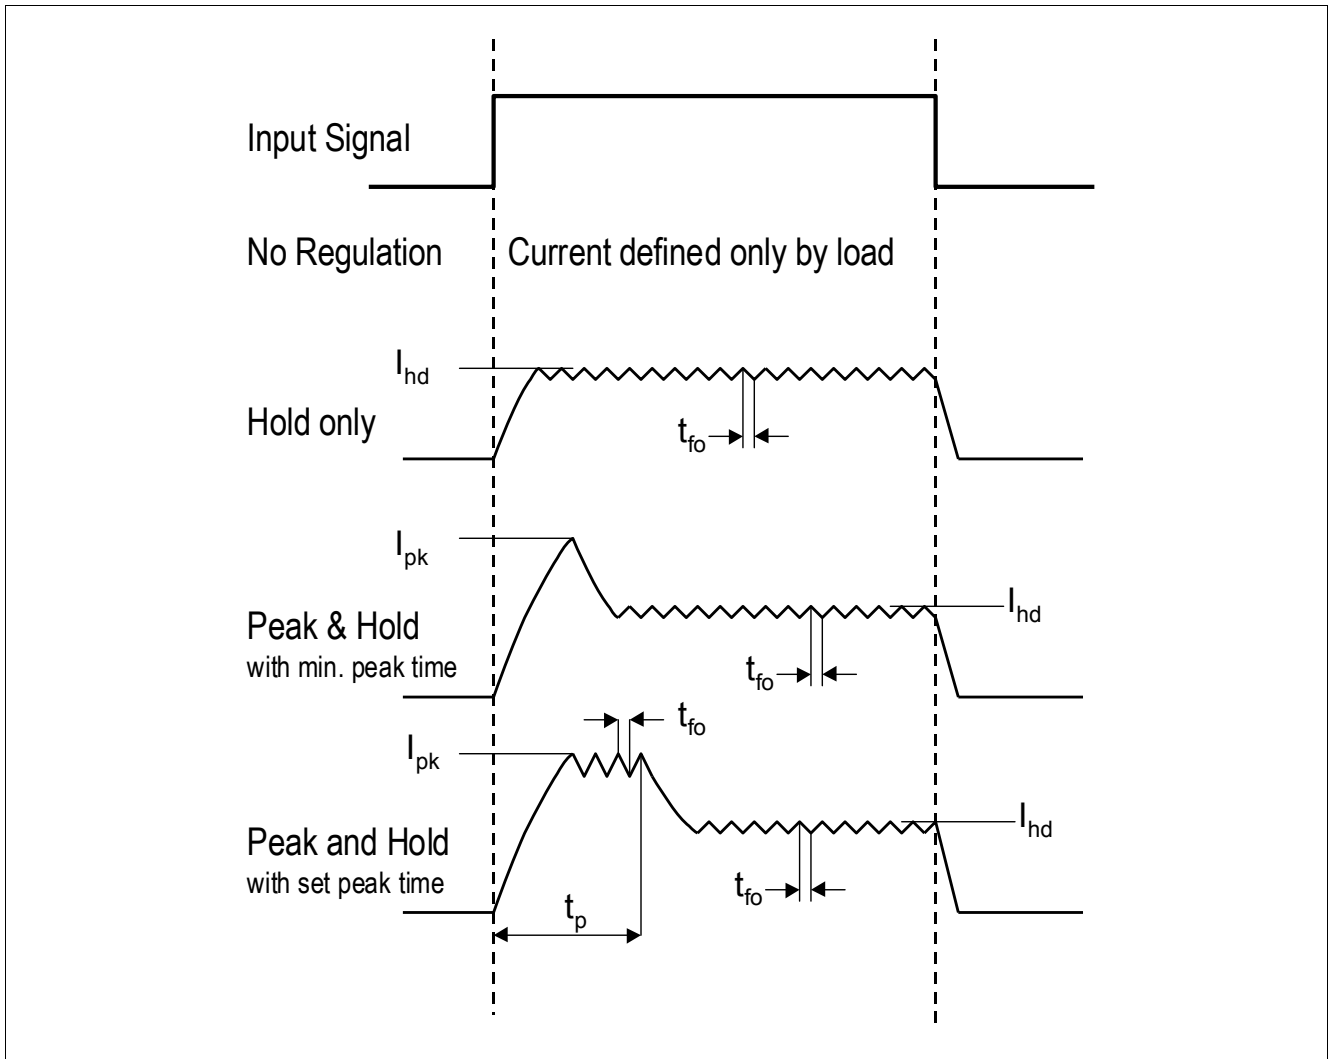 Input Signal
No Regulation
Current defined only by load
Ihd
Hold only
tfo
Ipk
Ihd
Peak & Hold
with min. peak time
tfo
tfo
Ipk
Ihd
Peak and Hold
with set peak time
tfo
tp